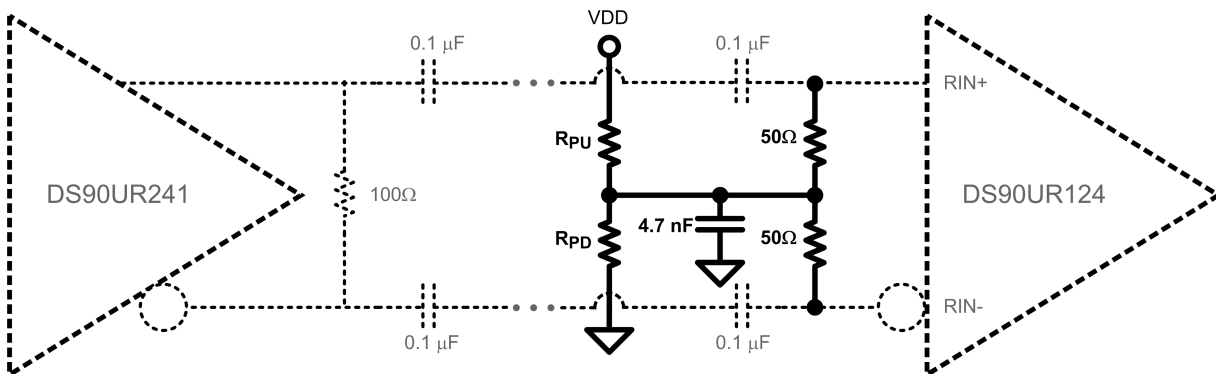 VDD
0.1 μF
0.1 μF
RIN+
RPU
50Ω
DS90UR241
100Ω
DS90UR124
RPD
4.7 nF
50Ω
RIN-
0.1 μF
0.1 μF